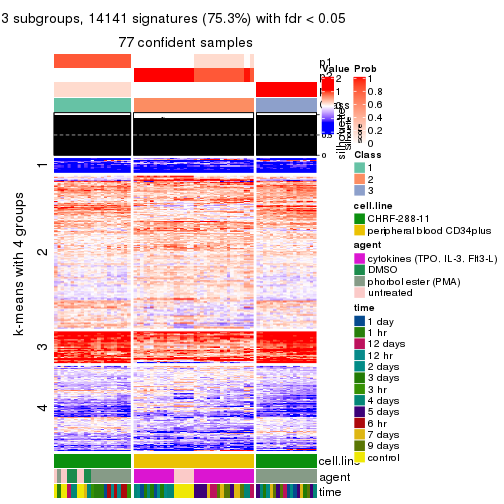 3 subgroups, 14141 signatures (75.3%) with fdr < 0.05
77 confident samples
p1
Value
Prob
2
1
0
1
0.8
0.6
0.4
0.2
0
silhouette
score
0
Class
1
2
3
cell.line
CHRF-288-11
peripheral blood CD34plus
agent
cytokines (TPO, IL-3, Flt3-L)
DMSO
phorbol ester (PMA)
untreated
time
1 day
1 hr
12 days
12 hr
2 days
3 days
3 hr
4 days
5 days
6 hr
7 days
9 days
control
k-means with 4 groups
1
2
3
4
cell.line
agent
time